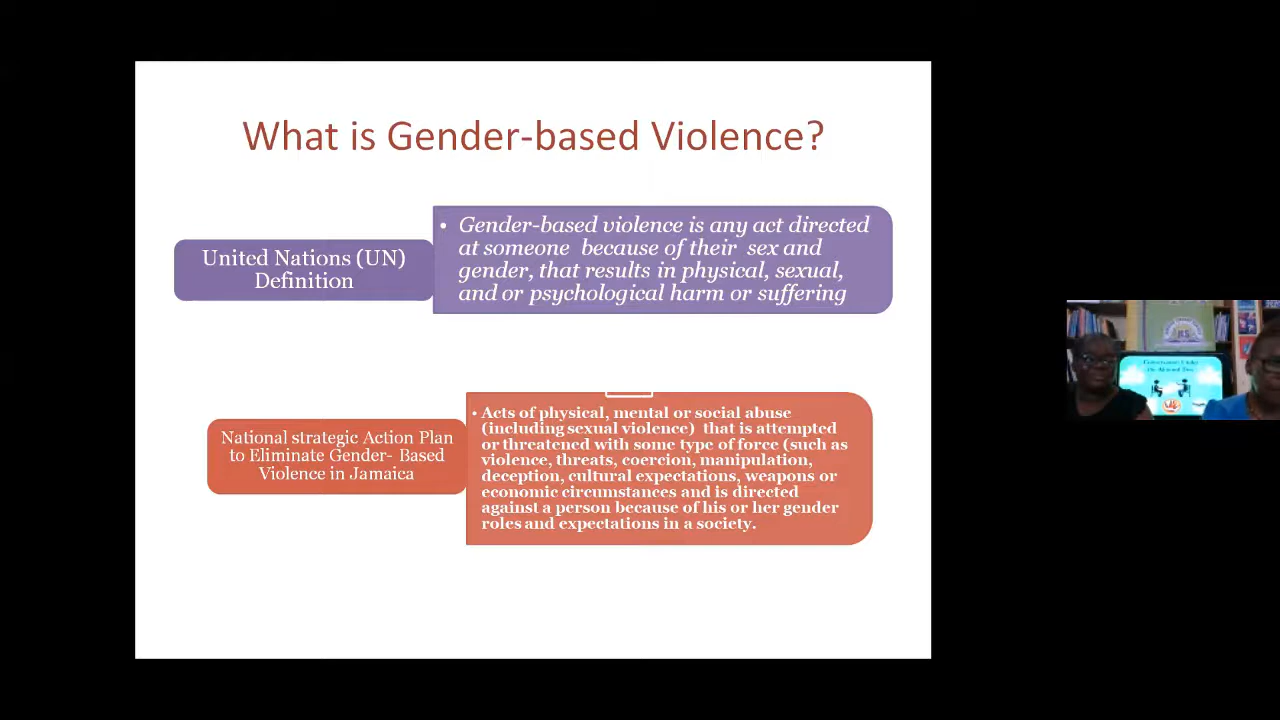 What is Gender-based Violence?
United Nations (UN)
Definition
• Gender-based violence is any act directed
at someone because of their sex and
gender, that results in physical, sexual,
and or psychological harm or suffering
National strategic Action Plan
to Eliminate Gender- Based
Violence in Jamaica
• Acts of physical, mental or social abuse
(including sexual violence) that is attempted
or threatened with some type of force (such as
violence, threats, coercion, manipulation,
deception, cultural expectations, weapons or
economic circumstances and is directed
against a person because of his or her gender
roles and expectations in a society.